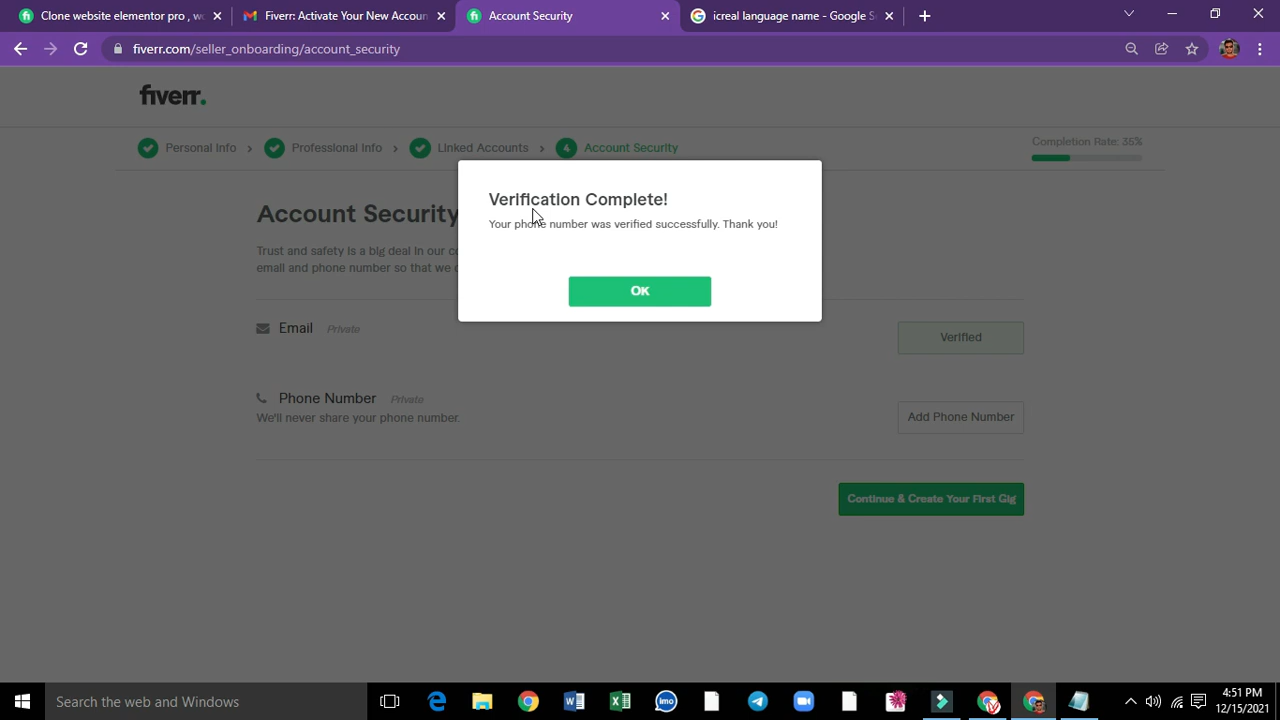 Clone website elementor pro , wo
Fiverr: Activate Your New Accoun
Account Security
icreal language name - Google Se
fiverr.com/seller_onboarding/account_security
fiverr.
Personal Info
Professional Info
Linked Accounts
4 Account Security
Completion Rate: 35%
Verification Complete!
Your phone number was verified successfully. Thank you!
OK
Account Security
Trust and safety is a big deal in our co
email and phone number so that we c
Email Private
Verified
Phone Number Private
We'll never share your phone number.
Add Phone Number
Continue & Create Your First Gig
Search the web and Windows
imo
4:51 PM
12/15/2021